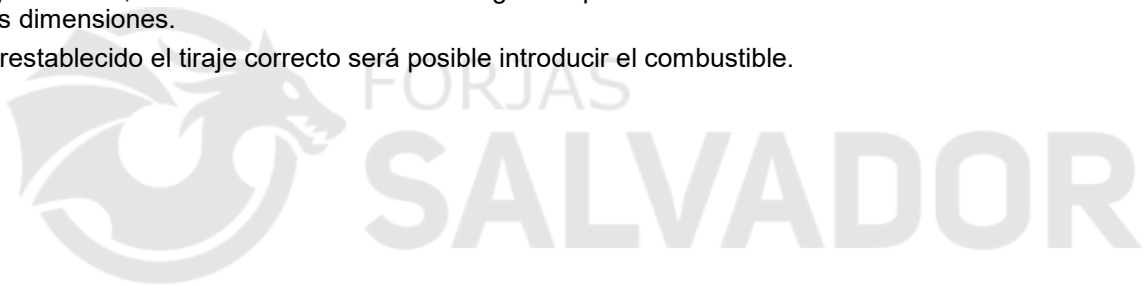 s dimensiones.
restablecido el tiraje correcto será posible introducir el combustible.
FORJAS
SALVADOR